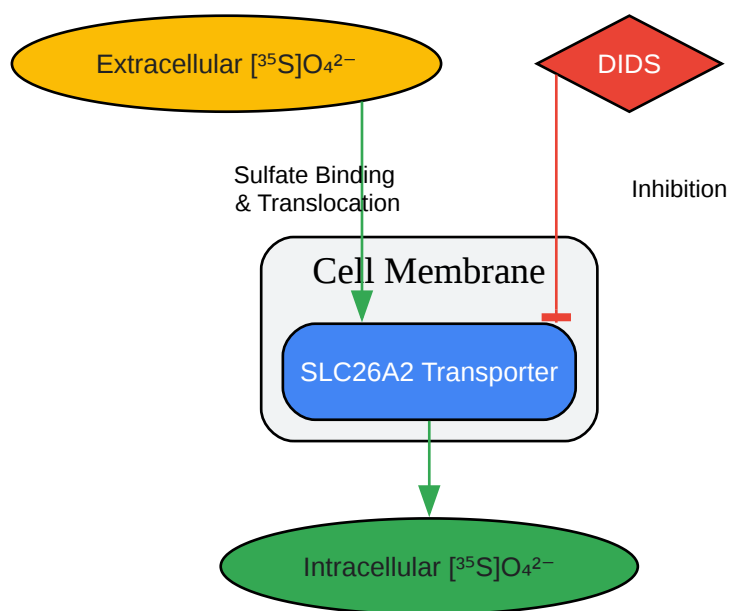 Extracellular [³⁵S]O₄²⁻
DIDS
Sulfate Binding
& Translocation
Inhibition
Cell Membrane
SLC26A2 Transporter
Intracellular [³⁵S]O₄²⁻